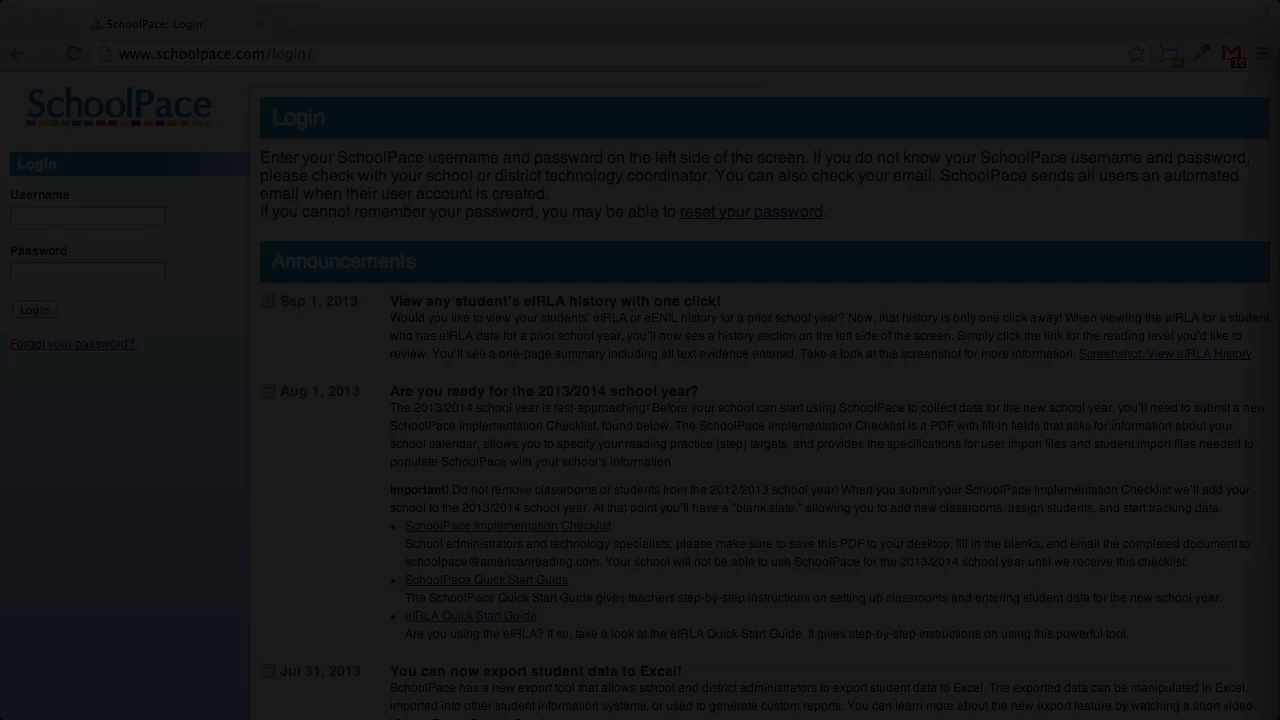 SchoolPace: Login
www.schoolpace.com/login/
10
SchoolPace
Login
Username
Password
Login
Forgot your password?
Login
Enter your SchoolPace username and password on the left side of the screen. If you do not know your SchoolPace username and password,
please check with your school or district technology coordinator. You can also check your email. SchoolPace sends all users an automated
email when their user account is created.
If you cannot remember your password, you may be able to reset your password.
Announcements
Sep 1, 2013
View any student's eIRLA history with one click!
Would you like to view your students' eIRLA or eENIL history for a prior school year? Now, that history is only one click away! When viewing the eIRLA for a student
who has eIRLA data for a prior school year, you'll now see a history section on the left side of the screen. Simply click the link for the reading level you'd like to
review. You'll see a one-page summary including all text evidence entered. Take a look at this screenshot for more information: Screenshot: View eIRLA History.
Aug 1, 2013
Are you ready for the 2013/2014 school year?
The 2013/2014 school year is fast-approaching! Before your school can start using SchoolPace to collect data for the new school year, you'll need to submit a new
SchoolPace Implementation Checklist, found below. The SchoolPace Implementation Checklist is a PDF with fill-in fields that asks for information about your
school calendar, allows you to specify your reading practice (step) targets, and provides the specifications for user import files and student import files needed to
populate SchoolPace with your school's information.
Important! Do not remove classrooms or students from the 2012/2013 school year! When you submit your SchoolPace Implementation Checklist we'll add your
school to the 2013/2014 school year. At that point you'll have a "blank slate," allowing you to add new classrooms, assign students, and start tracking data.
• SchoolPace Implementation Checklist
School administrators and technology specialists, please make sure to save this PDF to your desktop, fill in the blanks, and email the completed document to
schoolpace@americanreading.com. Your school will not be able to use SchoolPace for the 2013/2014 school year until we receive this checklist.
• SchoolPace Quick Start Guide
The SchoolPace Quick Start Guide gives teachers step-by-step instructions on setting up classrooms and entering student data for the new school year.
• eIRLA Quick Start Guide
Are you using the eIRLA? If so, take a look at the eIRLA Quick Start Guide. It gives step-by-step instructions on using this powerful tool.
Jul 31, 2013
You can now export student data to Excel!
SchoolPace has a new export tool that allows school and district administrators to export student data to Excel. The exported data can be manipulated in Excel,
imported into other student information systems, or used to generate custom reports. You can learn more about the new export feature by watching a short video.